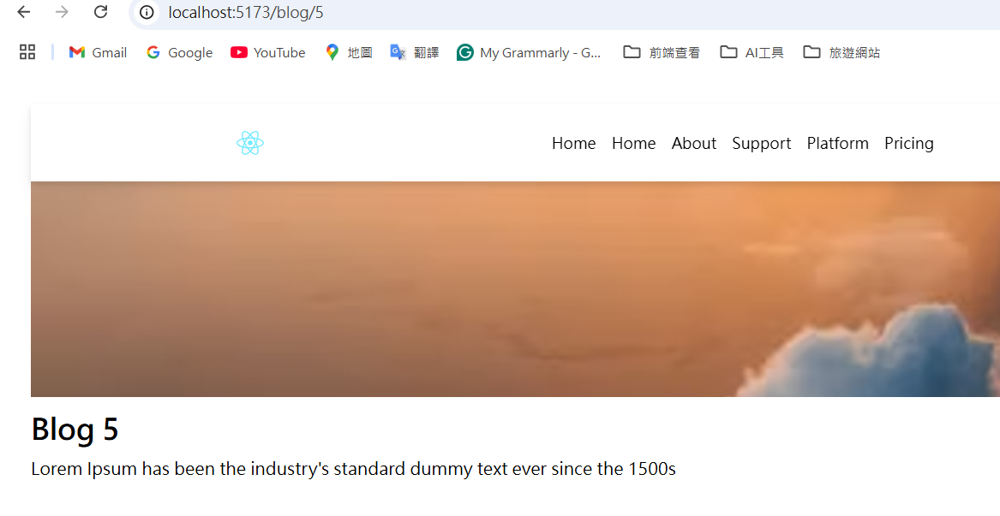 localhost:5173/blog/5
Gmail Google YouTube 地圖 翻譯 My Grammarly - G... 前端查看 AI工具 旅遊網站
Home Home About Support Platform Pricing
Blog 5
Lorem Ipsum has been the industry's standard dummy text ever since the 1500s